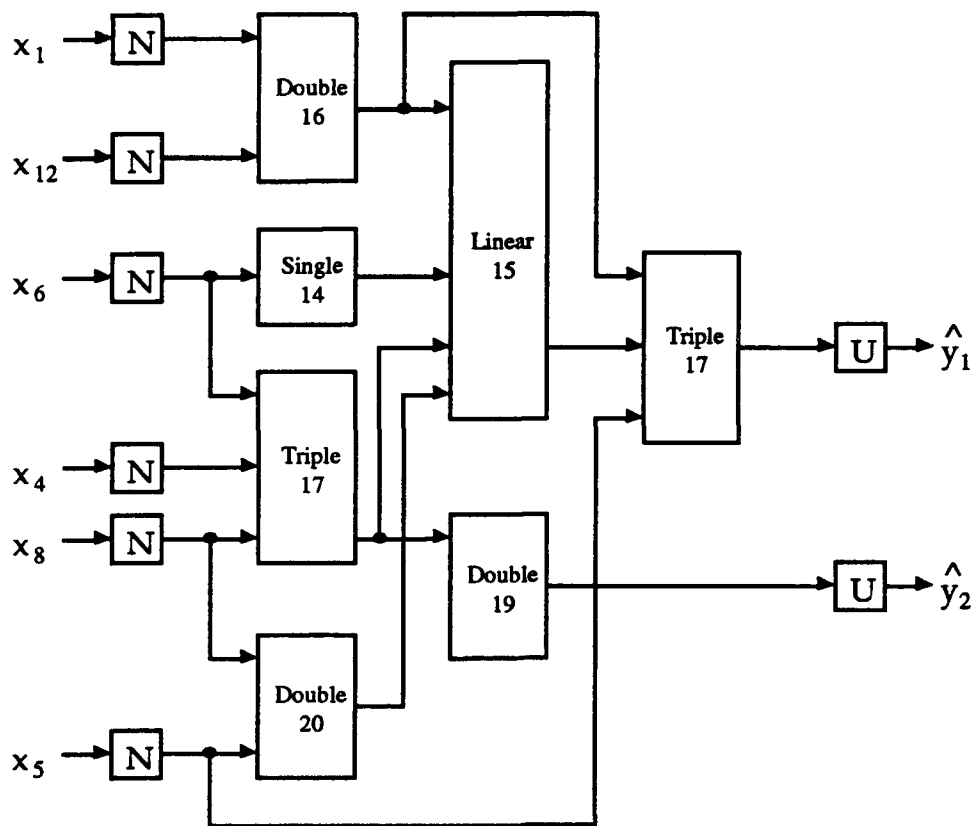 x1 N
Double
16
x12 N
x6 N
Single
14
Linear
15
Triple
17
U ŷ1
x4 N
Triple
17
x8 N
Double
19
U ŷ2
Double
20
x5 N